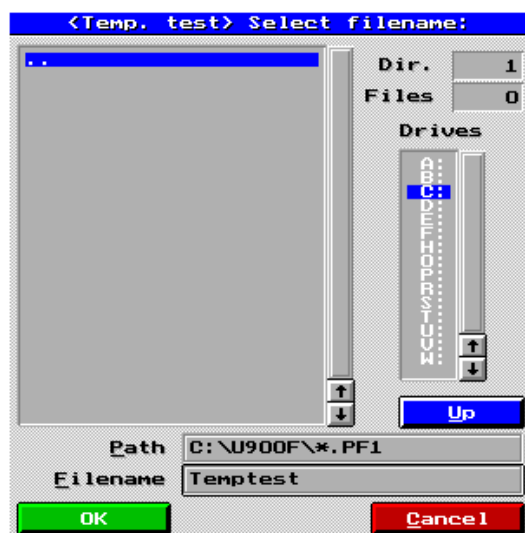 <Temp. test> Select filename:
..
Dir. 1
Files 0
Drives
A:
B:
C:
D:
E:
F:
H:
O:
P:
R:
S:
T:
U:
V:
W:
Up
Path C:\U900F\*.PF1
Filename Temptest
OK
Cancel